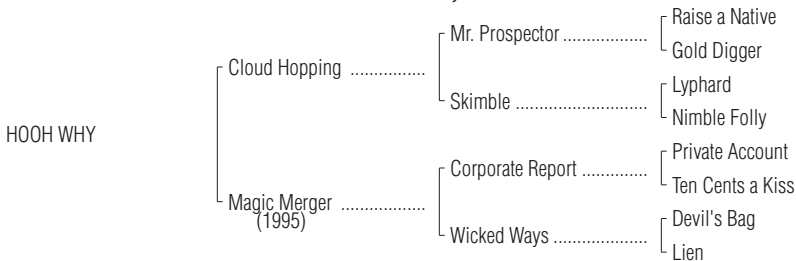 Raise a Native
Mr. Prospector ..................
Gold Digger
Cloud Hopping ................
Lyphard
Skimble ............................
Nimble Folly
HOOH WHY
Private Account
Corporate Report ..............
Ten Cents a Kiss
Magic Merger ..................
(1995)
Devil's Bag
Wicked Ways ....................
Lien